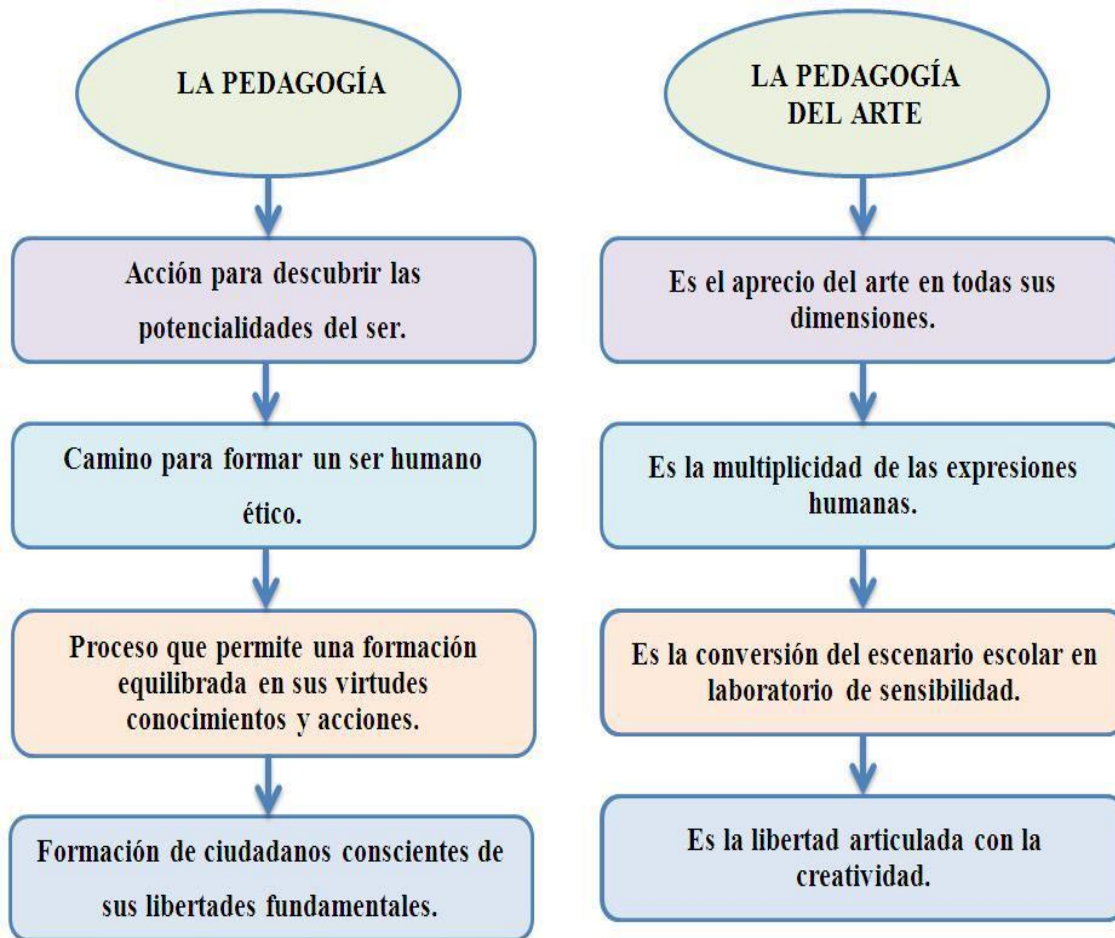 LA PEDAGOGÍA
Acción para descubrir las
potencialidades del ser.
Camino para formar un ser humano
ético.
Proceso que permite una formación
equilibrada en sus virtudes
conocimientos y acciones.
Formación de ciudadanos conscientes de
sus libertades fundamentales.
LA PEDAGOGÍA
DEL ARTE
Es el aprecio del arte en todas sus
dimensiones.
Es la multiplicidad de las expresiones
humanas.
Es la conversión del escenario escolar en
laboratorio de sensibilidad.
Es la libertad articulada con la
creatividad.